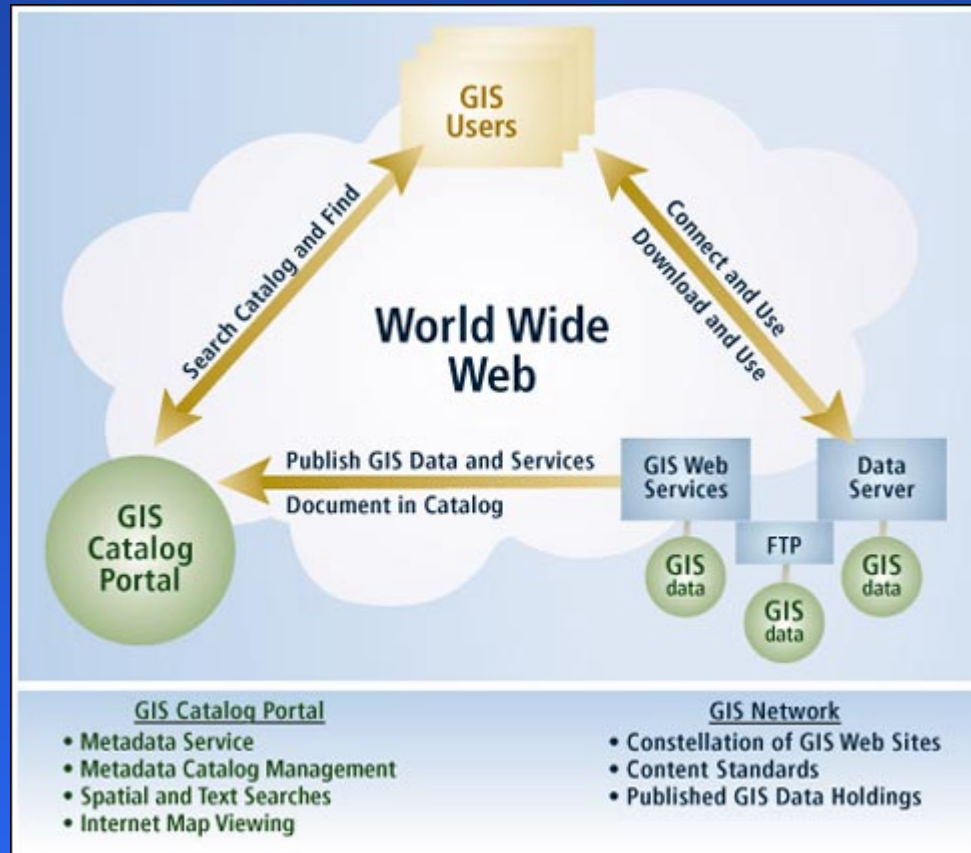 GIS
Users
Search Catalog and Find
Connect and Use
Download and Use
World Wide
Web
Publish GIS Data and Services
Document in Catalog
GIS
Catalog
Portal
GIS Web
Services
Data
Server
FTP
GIS
data
GIS
data
GIS
data
GIS Catalog Portal
• Metadata Service
• Metadata Catalog Management
• Spatial and Text Searches
• Internet Map Viewing
GIS Network
• Constellation of GIS Web Sites
• Content Standards
• Published GIS Data Holdings